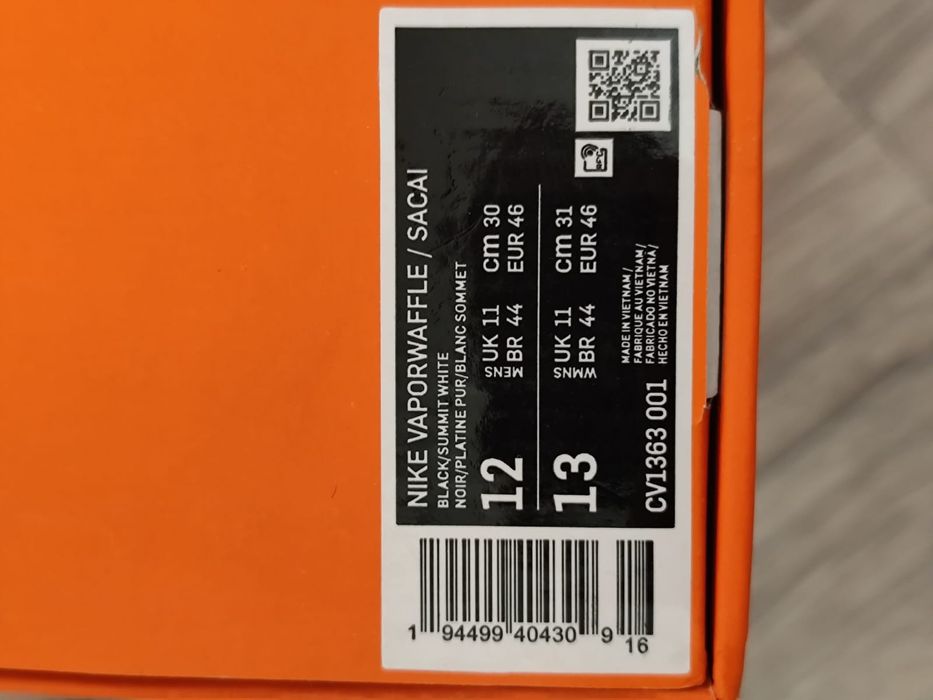 NIKE VAPORWAFFLE / SACAI
BLACK/SUMMIT WHITE
NOIR/PLATINE PUR/BLANC SOMMET
12
MENS
UK 11 cm 30
BR 44 EUR 46
13
WMNS
UK 11 cm 31
BR 44 EUR 46
CV1363 001
MADE IN VIETNAM/
FABRIQUE AU VIETNAM/
FABRICADO NO VIETNÃ/
HECHO EN VIETNAM
NFC
1 94499 40430 9 16